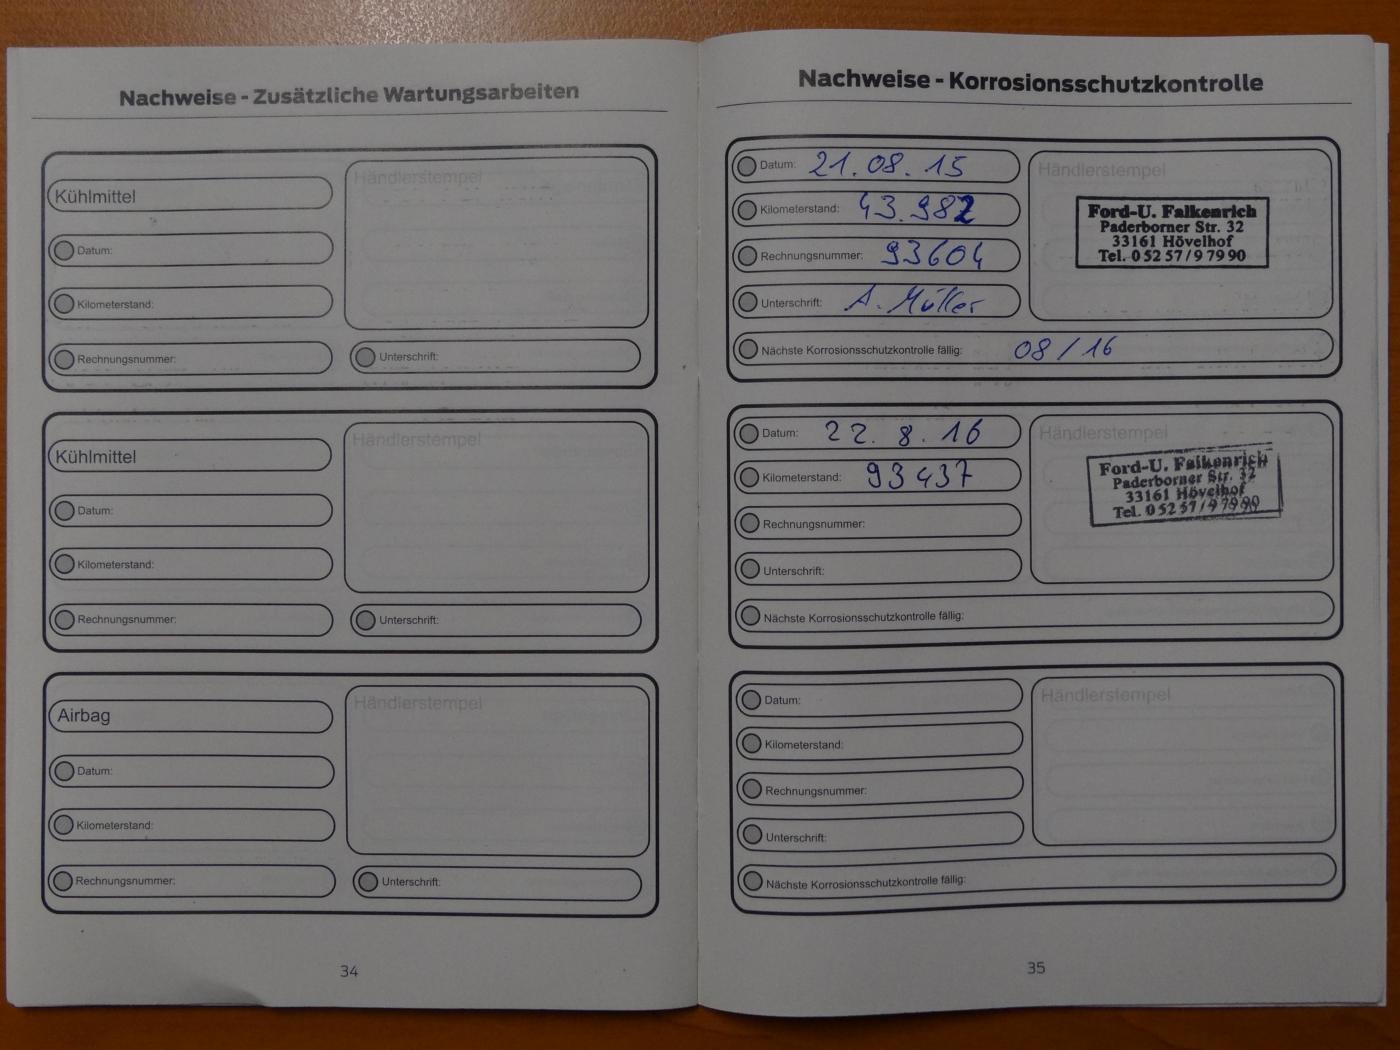 Nachweise - Zusätzliche Wartungsarbeiten
Kühlmittel
Händlerstempel
Datum:
Kilometerstand:
Rechnungsnummer:
Unterschrift:
Kühlmittel
Händlerstempel
Datum:
Kilometerstand:
Rechnungsnummer:
Unterschrift:
Airbag
Händlerstempel
Datum:
Kilometerstand:
Rechnungsnummer:
Unterschrift:
34
Nachweise - Korrosionsschutzkontrolle
Datum: 21.08.15
Kilometerstand: 43.982
Rechnungsnummer: 93604
Unterschrift: A. Müller
Nächste Korrosionsschutzkontrolle fällig: 08/16
Händlerstempel
Ford-U. Falkenrich
Paderborner Str. 32
33161 Hövelhof
Tel. 0 52 57 / 9 79 90
Datum: 22.8.16
Kilometerstand: 93437
Rechnungsnummer:
Unterschrift:
Nächste Korrosionsschutzkontrolle fällig:
Händlerstempel
Ford-U. Falkenrich
Paderborner Str. 32
33161 Hövelhof
Tel. 0 52 57 / 9 79 90
Datum:
Kilometerstand:
Rechnungsnummer:
Unterschrift:
Nächste Korrosionsschutzkontrolle fällig:
Händlerstempel
35